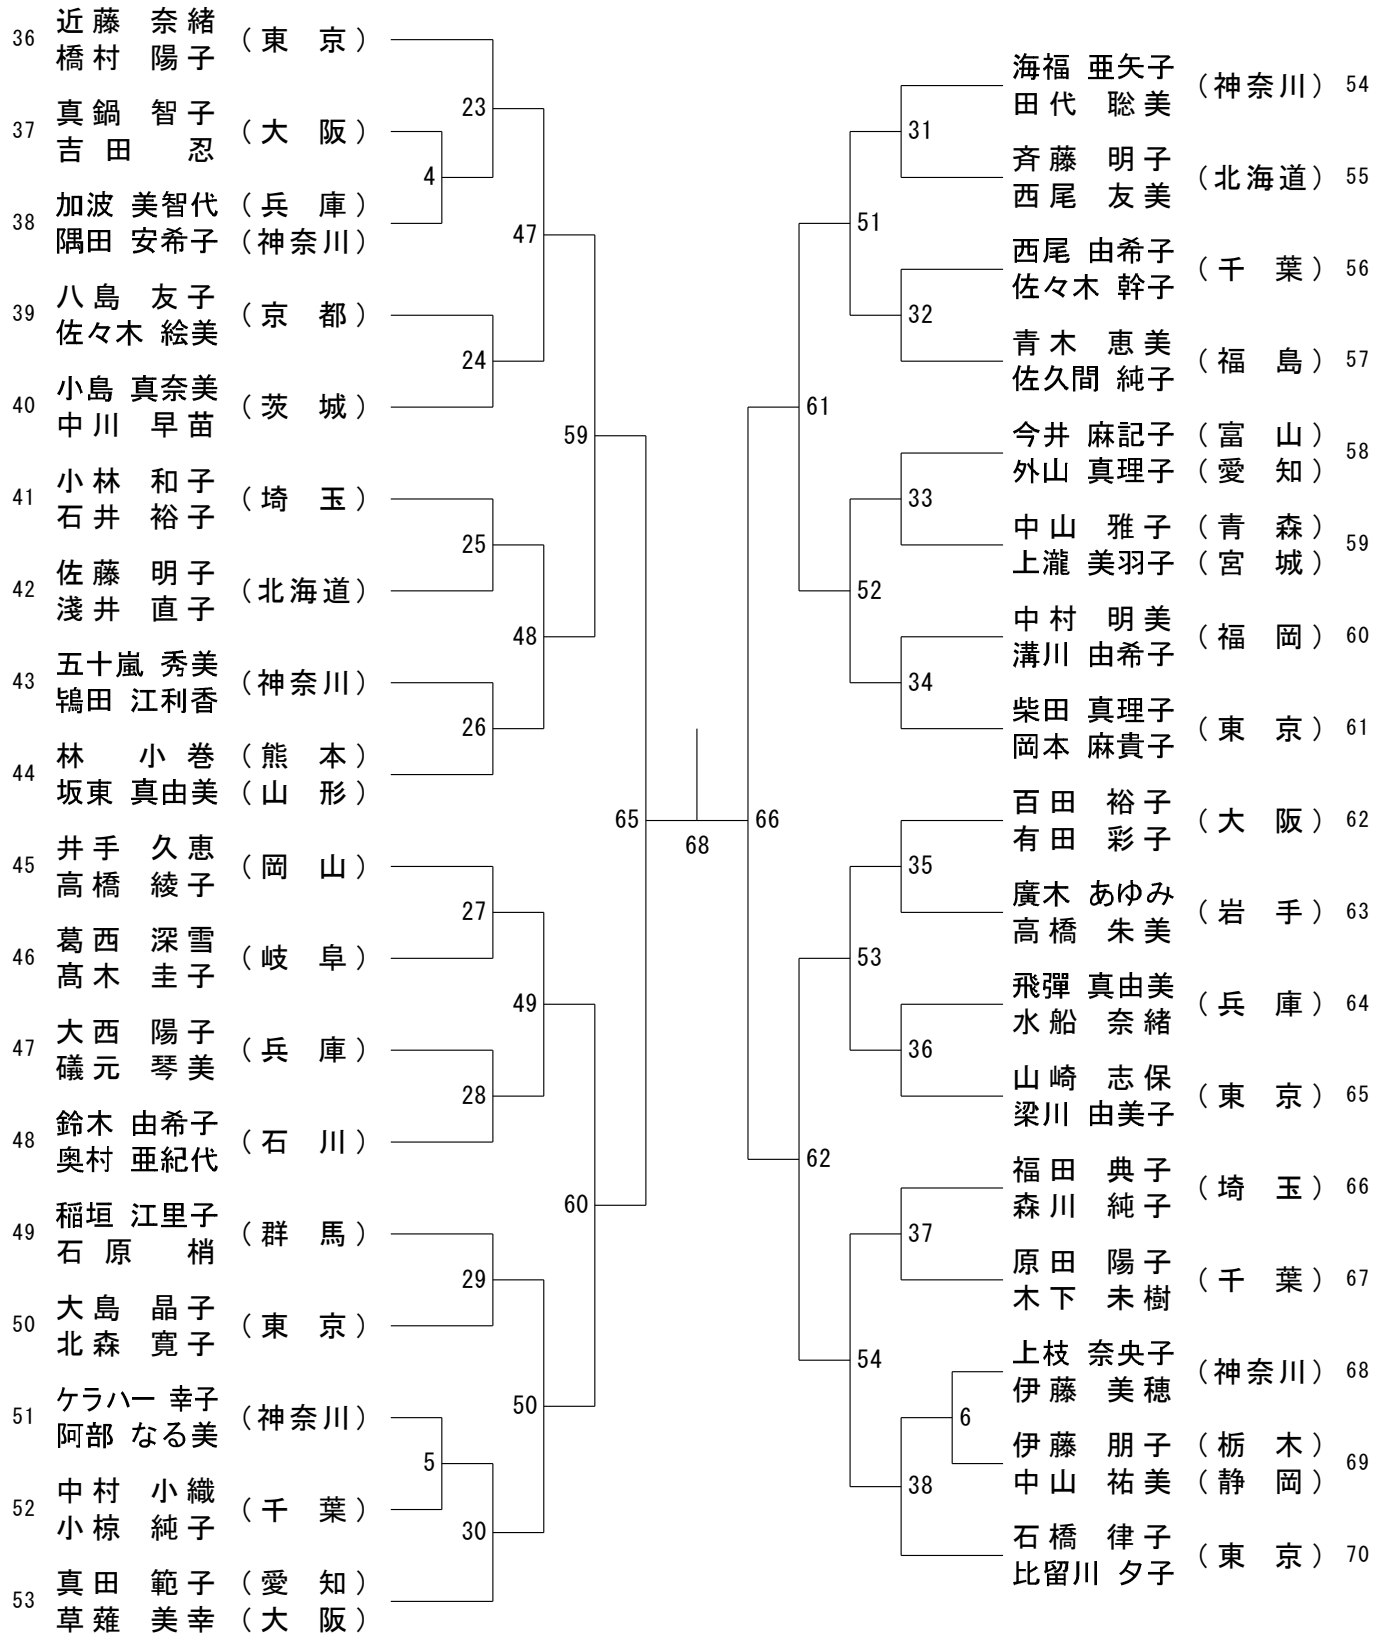 36 近藤 奈緒 (東京)
橋村 陽子
37 真鍋 智子 (大阪)
吉田 忍
38 加波 美智代 (兵庫)
隅田 安希子 (神奈川)
39 八島 友子 (京都)
佐々木 絵美
40 小島 真奈美 (茨城)
中川 早苗
41 小林 和子 (埼玉)
石井 裕子
42 佐藤 明子 (北海道)
淺井 直子
43 五十嵐 秀美 (神奈川)
鴇田 江利香
44 林 小巻 (熊本)
坂東 真由美 (山形)
45 井手 久恵 (岡山)
高橋 綾子
46 葛西 深雪 (岐阜)
髙木 圭子
47 大西 陽子 (兵庫)
礒元 琴美
48 鈴木 由希子 (石川)
奥村 亜紀代
49 稲垣 江里子 (群馬)
石原 梢
50 大島 晶子 (東京)
北森 寛子
51 ケラハー 幸子 (神奈川)
阿部 なる美
52 中村 小織 (千葉)
小椋 純子
53 真田 範子 (愛知)
草薙 美幸 (大阪)
4
5
23
24
25
26
27
28
29
30
47
48
49
50
59
60
65
68
66
61
62
51
52
53
54
31
32
33
34
35
36
37
38
6
海福 亜矢子 (神奈川) 54
田代 聡美
斉藤 明子 (北海道) 55
西尾 友美
西尾 由希子 (千葉) 56
佐々木 幹子
青木 恵美 (福島) 57
佐久間 純子
今井 麻記子 (富山) 58
外山 真理子 (愛知)
中山 雅子 (青森) 59
上瀧 美羽子 (宮城)
中村 明美 (福岡) 60
溝川 由希子
柴田 真理子 (東京) 61
岡本 麻貴子
百田 裕子 (大阪) 62
有田 彩子
廣木 あゆみ (岩手) 63
高橋 朱美
飛彈 真由美 (兵庫) 64
水船 奈緒
山崎 志保 (東京) 65
梁川 由美子
福田 典子 (埼玉) 66
森川 純子
原田 陽子 (千葉) 67
木下 未樹
上枝 奈央子 (神奈川) 68
伊藤 美穂
伊藤 朋子 (栃木) 69
中山 祐美 (静岡)
石橋 律子 (東京) 70
比留川 夕子